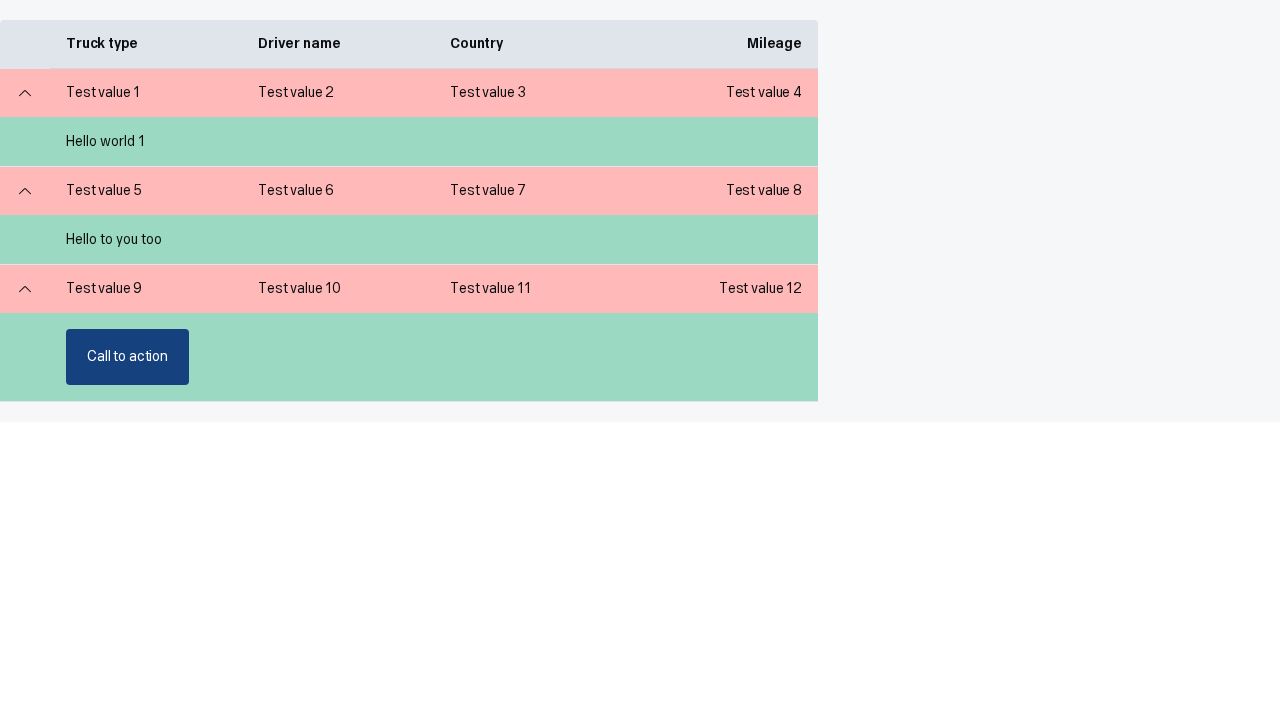 Truck type Driver name Country Mileage
Test value 1 Test value 2 Test value 3 Test value 4
Hello world 1
Test value 5 Test value 6 Test value 7 Test value 8
Hello to you too
Test value 9 Test value 10 Test value 11 Test value 12
Call to action